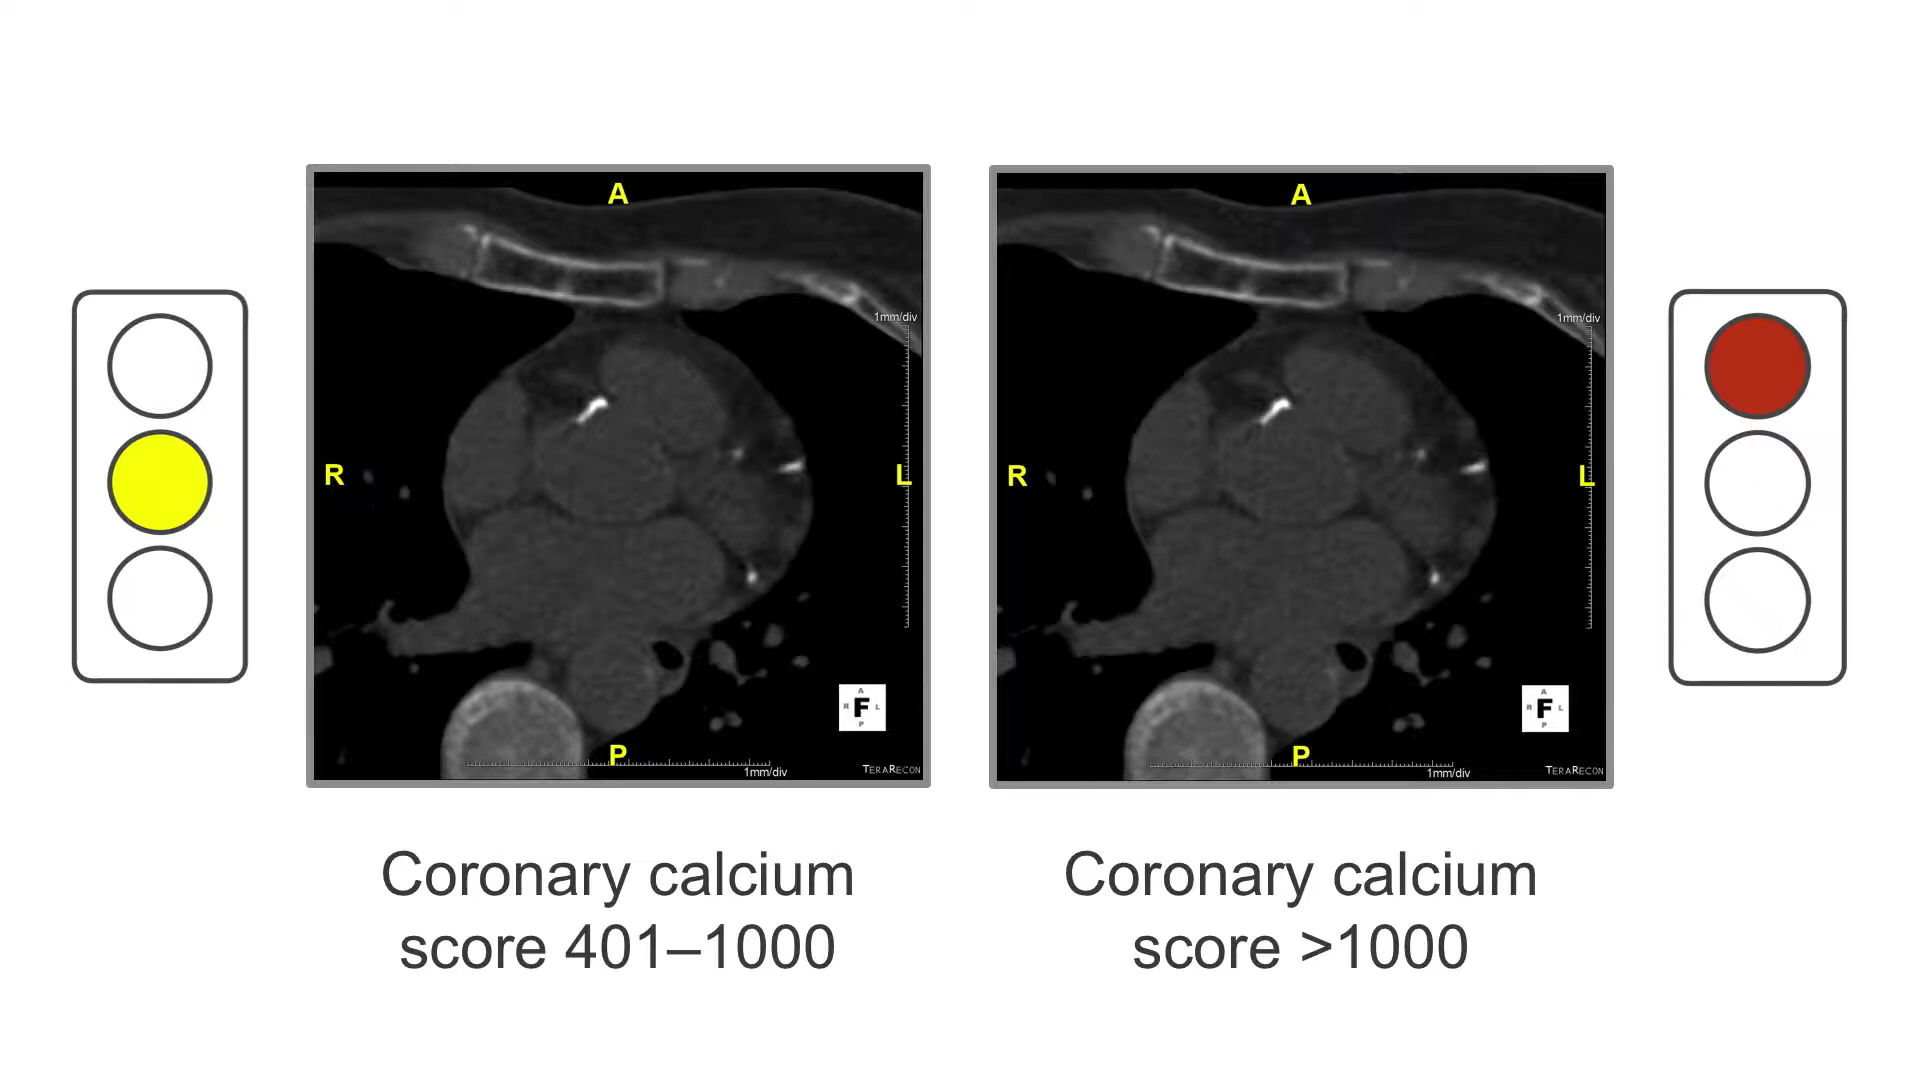 A
1mm/div
R
L
A
R F L
P
P
1mm/div
TERARECON
A
1mm/div
R
L
A
R F L
P
P
1mm/div
TERARECON
Coronary calcium
score 401–1000
Coronary calcium
score >1000